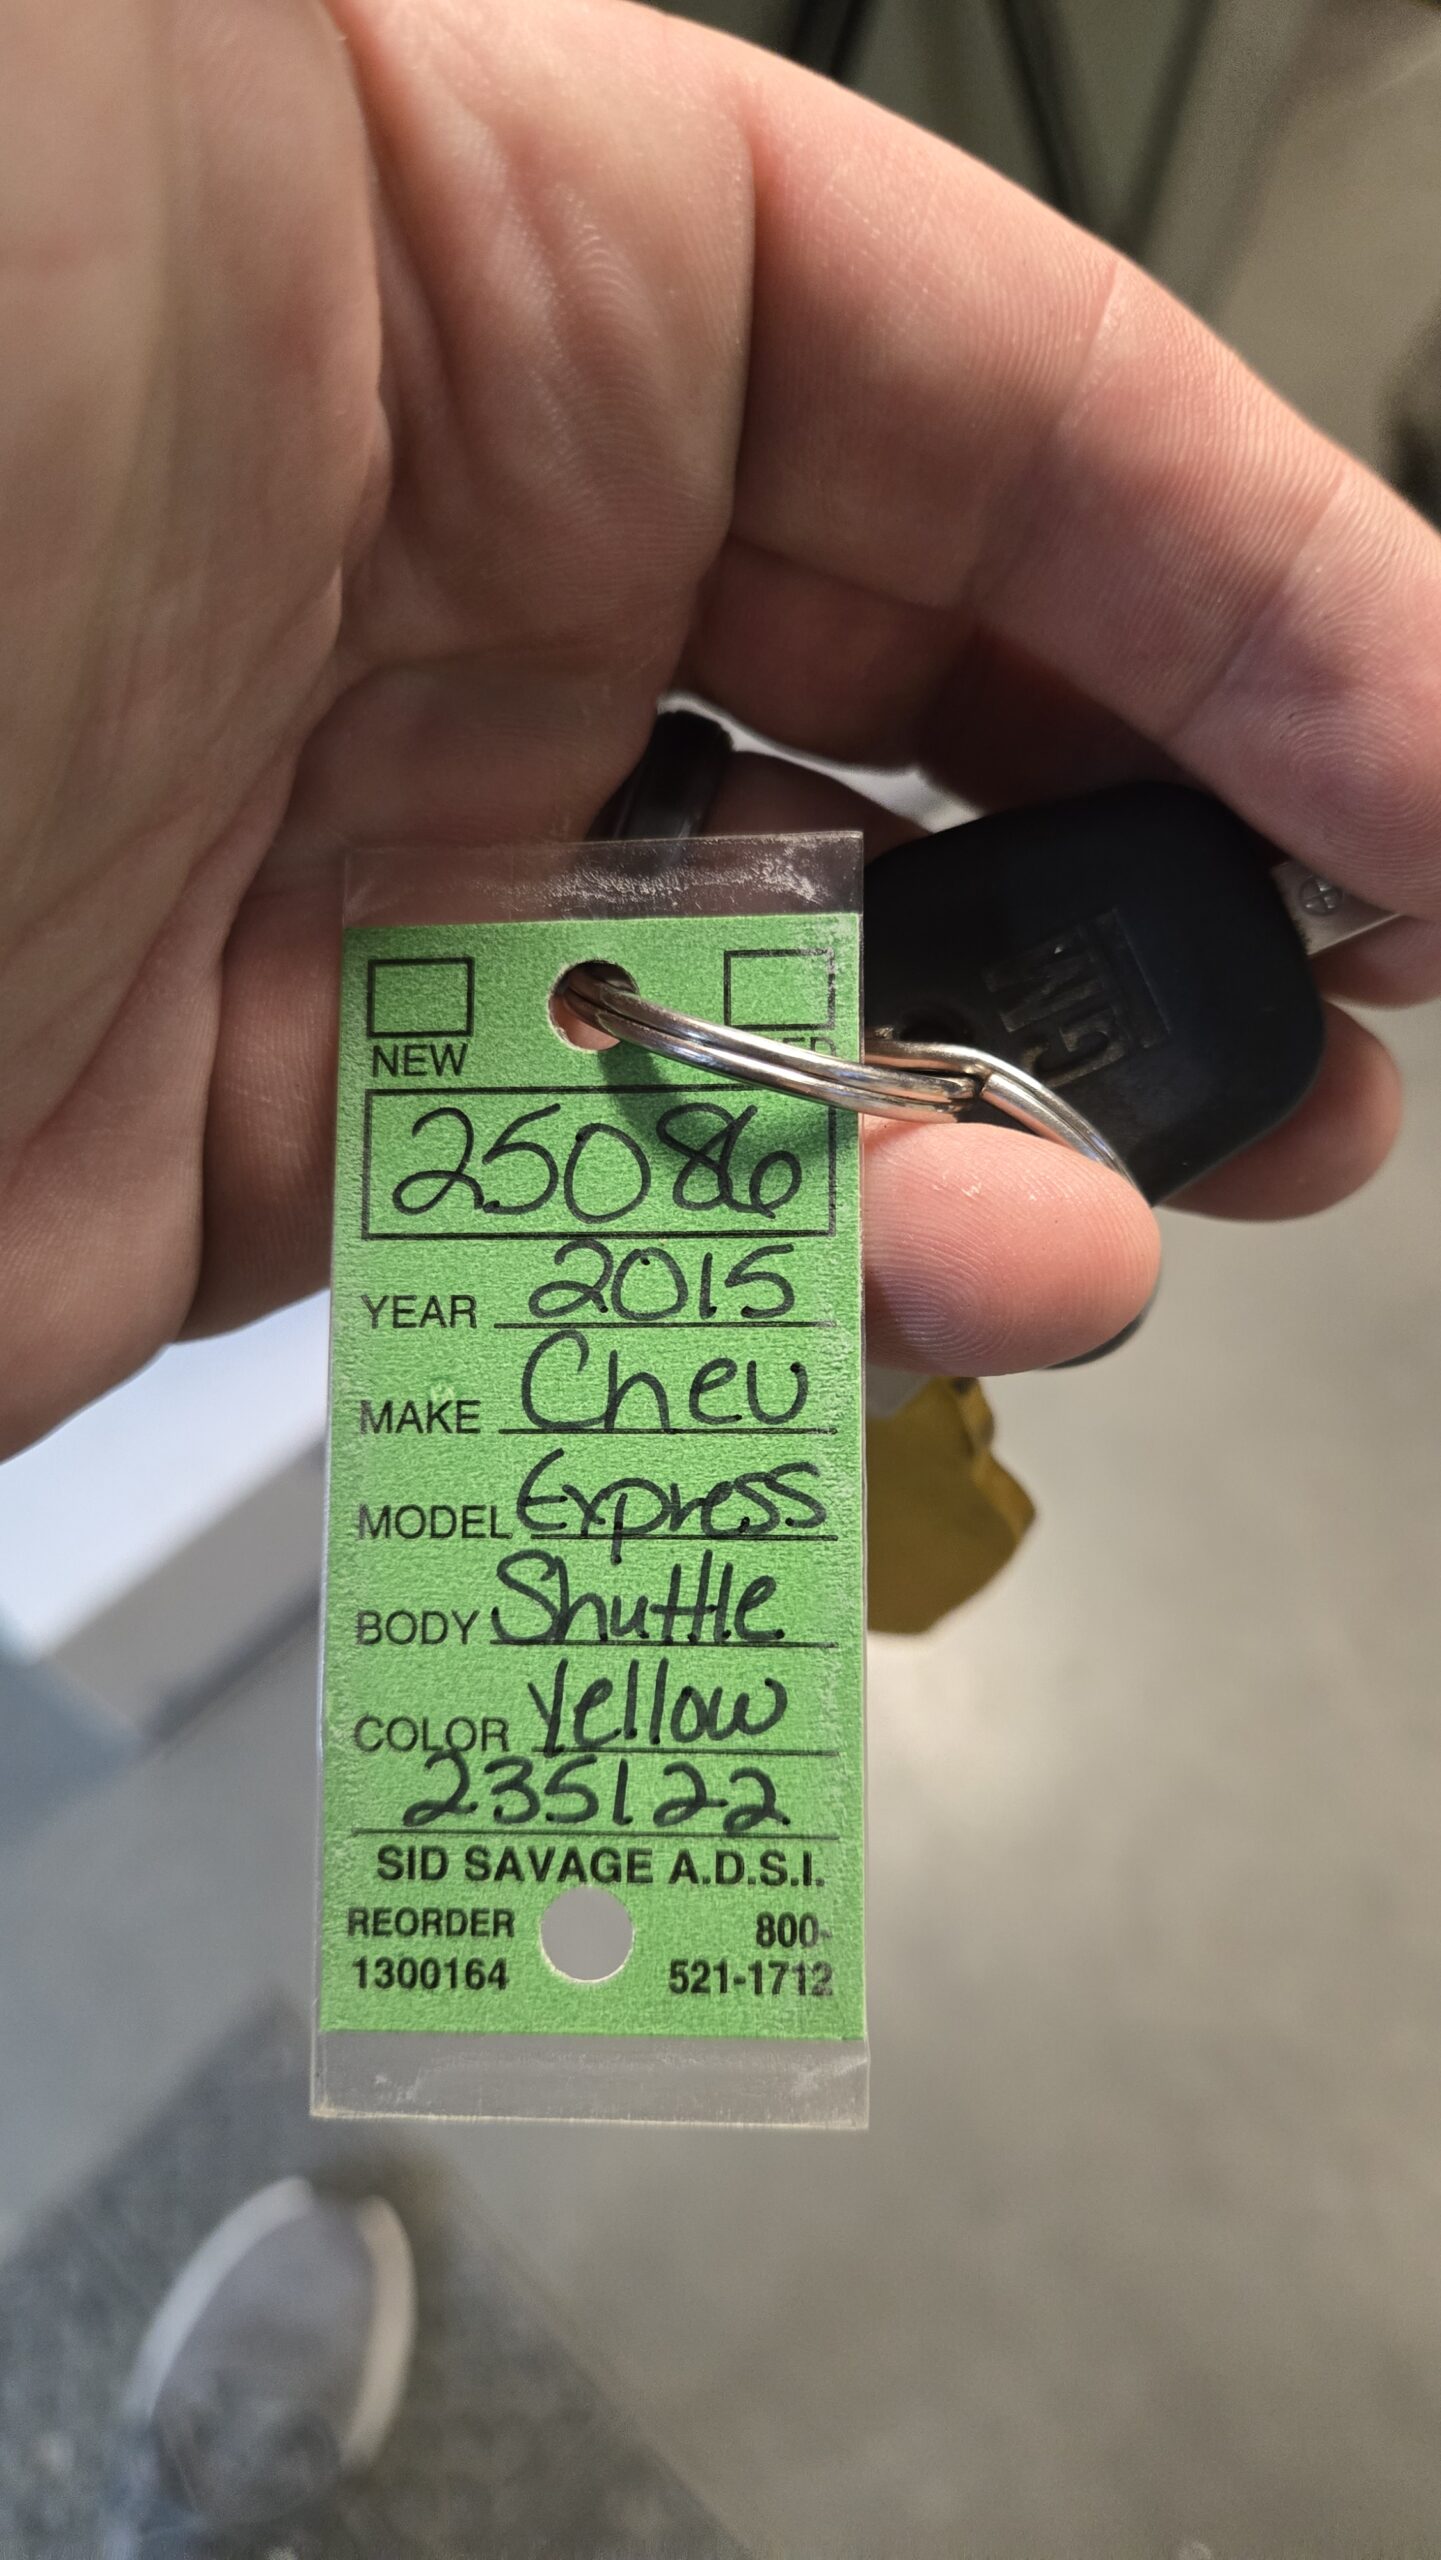 NEW
25086
YEAR 2015
MAKE Chev
MODEL Express
BODY Shuttle
COLOR Yellow
235122
SID SAVAGE A.D.S.I.
REORDER 800-
1300164 521-1712
GM